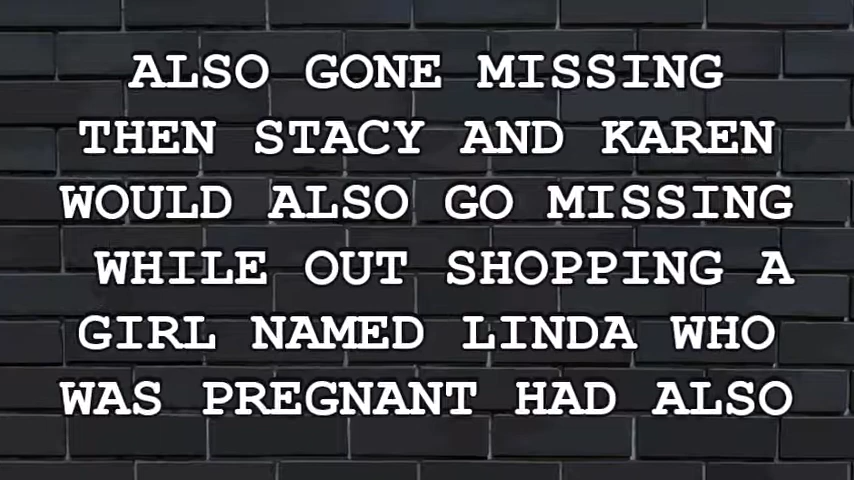 ALSO GONE MISSING
THEN STACY AND KAREN
WOULD ALSO GO MISSING
WHILE OUT SHOPPING A
GIRL NAMED LINDA WHO
WAS PREGNANT HAD ALSO